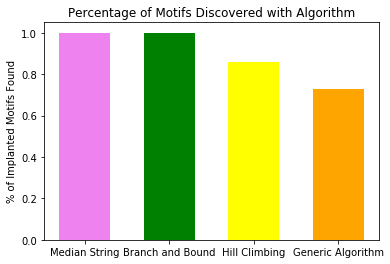 Percentage of Motifs Discovered with Algorithm
% of Implanted Motifs Found
1.0
0.8
0.6
0.4
0.2
0.0
Median String Branch and Bound Hill Climbing Generic Algorithm